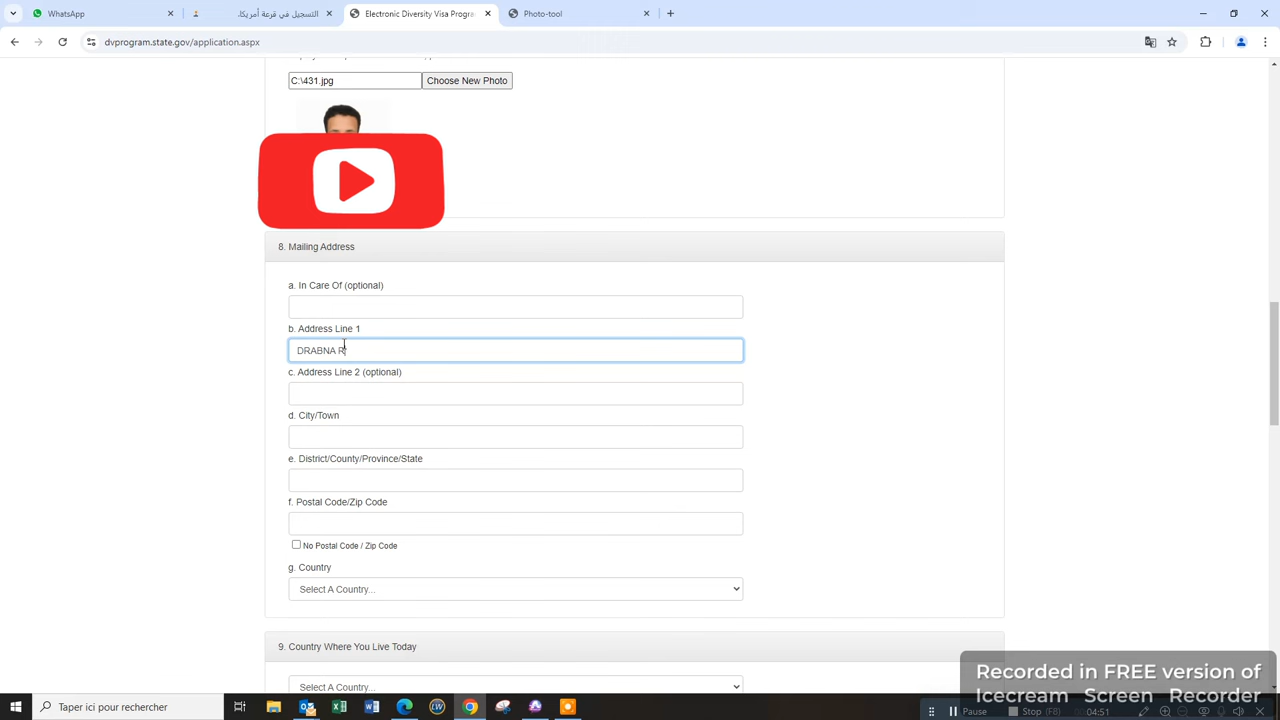 WhatsApp
التسجيل في قرعة أمريكا
Electronic Diversity Visa Progra
Photo-tool
dvprogram.state.gov/application.aspx
C:\431.jpg
Choose New Photo
8. Mailing Address
a. In Care Of (optional)
b. Address Line 1
DRABNA R
c. Address Line 2 (optional)
d. City/Town
e. District/County/Province/State
f. Postal Code/Zip Code
No Postal Code / Zip Code
g. Country
Select A Country...
9. Country Where You Live Today
Select A Country...
Recorded in FREE version of
Icecream Screen Recorder
Taper ici pour rechercher
Pause
Stop (F8)
04:51